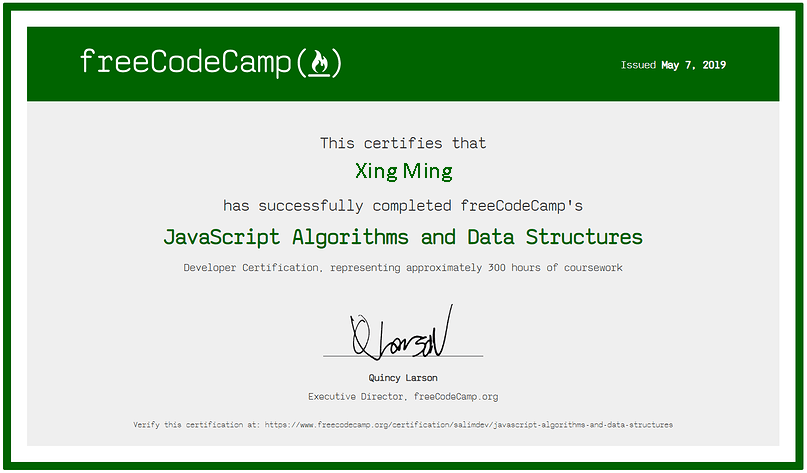 freeCodeCamp(🔥)
Issued May 7, 2019
This certifies that
Xing Ming
has successfully completed freeCodeCamp's
JavaScript Algorithms and Data Structures
Developer Certification, representing approximately 300 hours of coursework
Q Larson
Quincy Larson
Executive Director, freeCodeCamp.org
Verify this certification at: https://www.freecodecamp.org/certification/salimdev/javascript-algorithms-and-data-structures